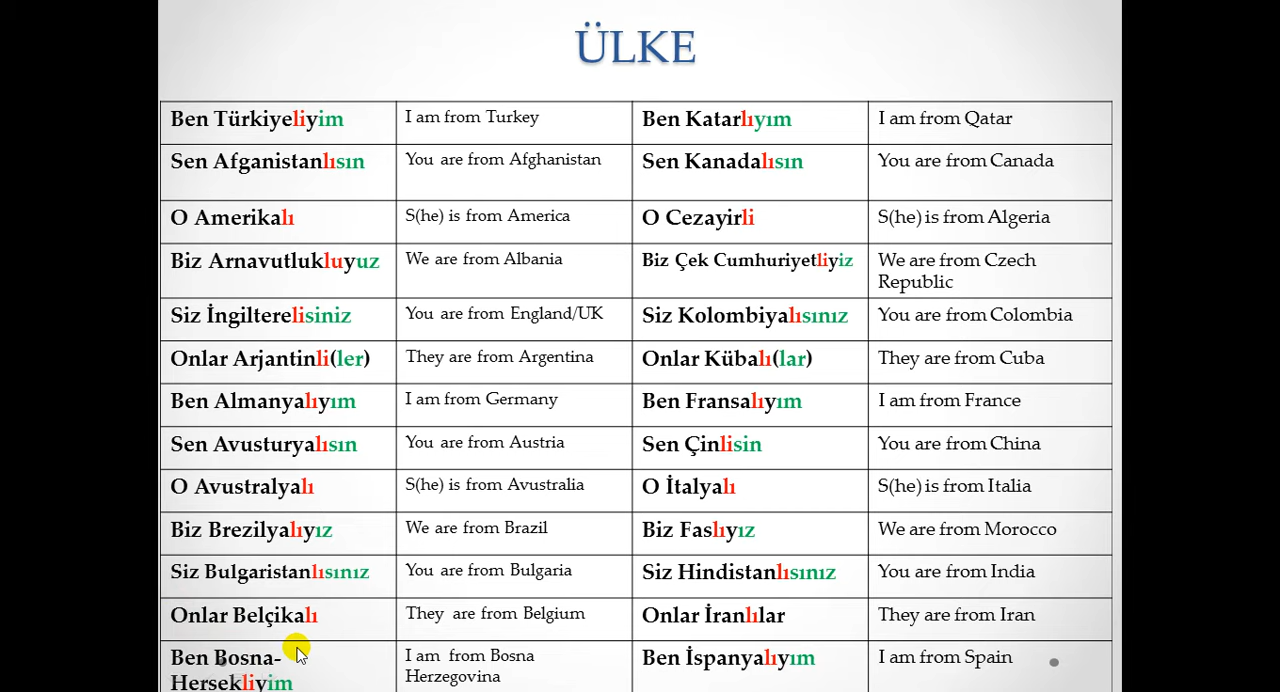 ÜLKE
Ben Türkiyeliyim
I am from Turkey
Ben Katarlıyım
I am from Qatar
Sen Afganistanlısın
You are from Afghanistan
Sen Kanadalısın
You are from Canada
O Amerikalı
S(he) is from America
O Cezayirli
S(he) is from Algeria
Biz Arnavutlukluyuz
We are from Albania
Biz Çek Cumhuriyetliyiz
We are from Czech
Republic
Siz İngilterelisiniz
You are from England/UK
Siz Kolombiyalısınız
You are from Colombia
Onlar Arjantinli(ler)
They are from Argentina
Onlar Kübalı(lar)
They are from Cuba
Ben Almanyalıyım
I am from Germany
Ben Fransalıyım
I am from France
Sen Avusturyalısın
You are from Austria
Sen Çinlisin
You are from China
O Avustralyalı
S(he) is from Avustralia
O İtalyalı
S(he) is from Italia
Biz Brezilyalıyız
We are from Brazil
Biz Faslıyız
We are from Morocco
Siz Bulgaristanlısınız
You are from Bulgaria
Siz Hindistanlısınız
You are from India
Onlar Belçikalı
They are from Belgium
Onlar İranlılar
They are from Iran
Ben Bosna-
Hersekliyim
I am from Bosna
Herzegovina
Ben İspanyalıyım
I am from Spain